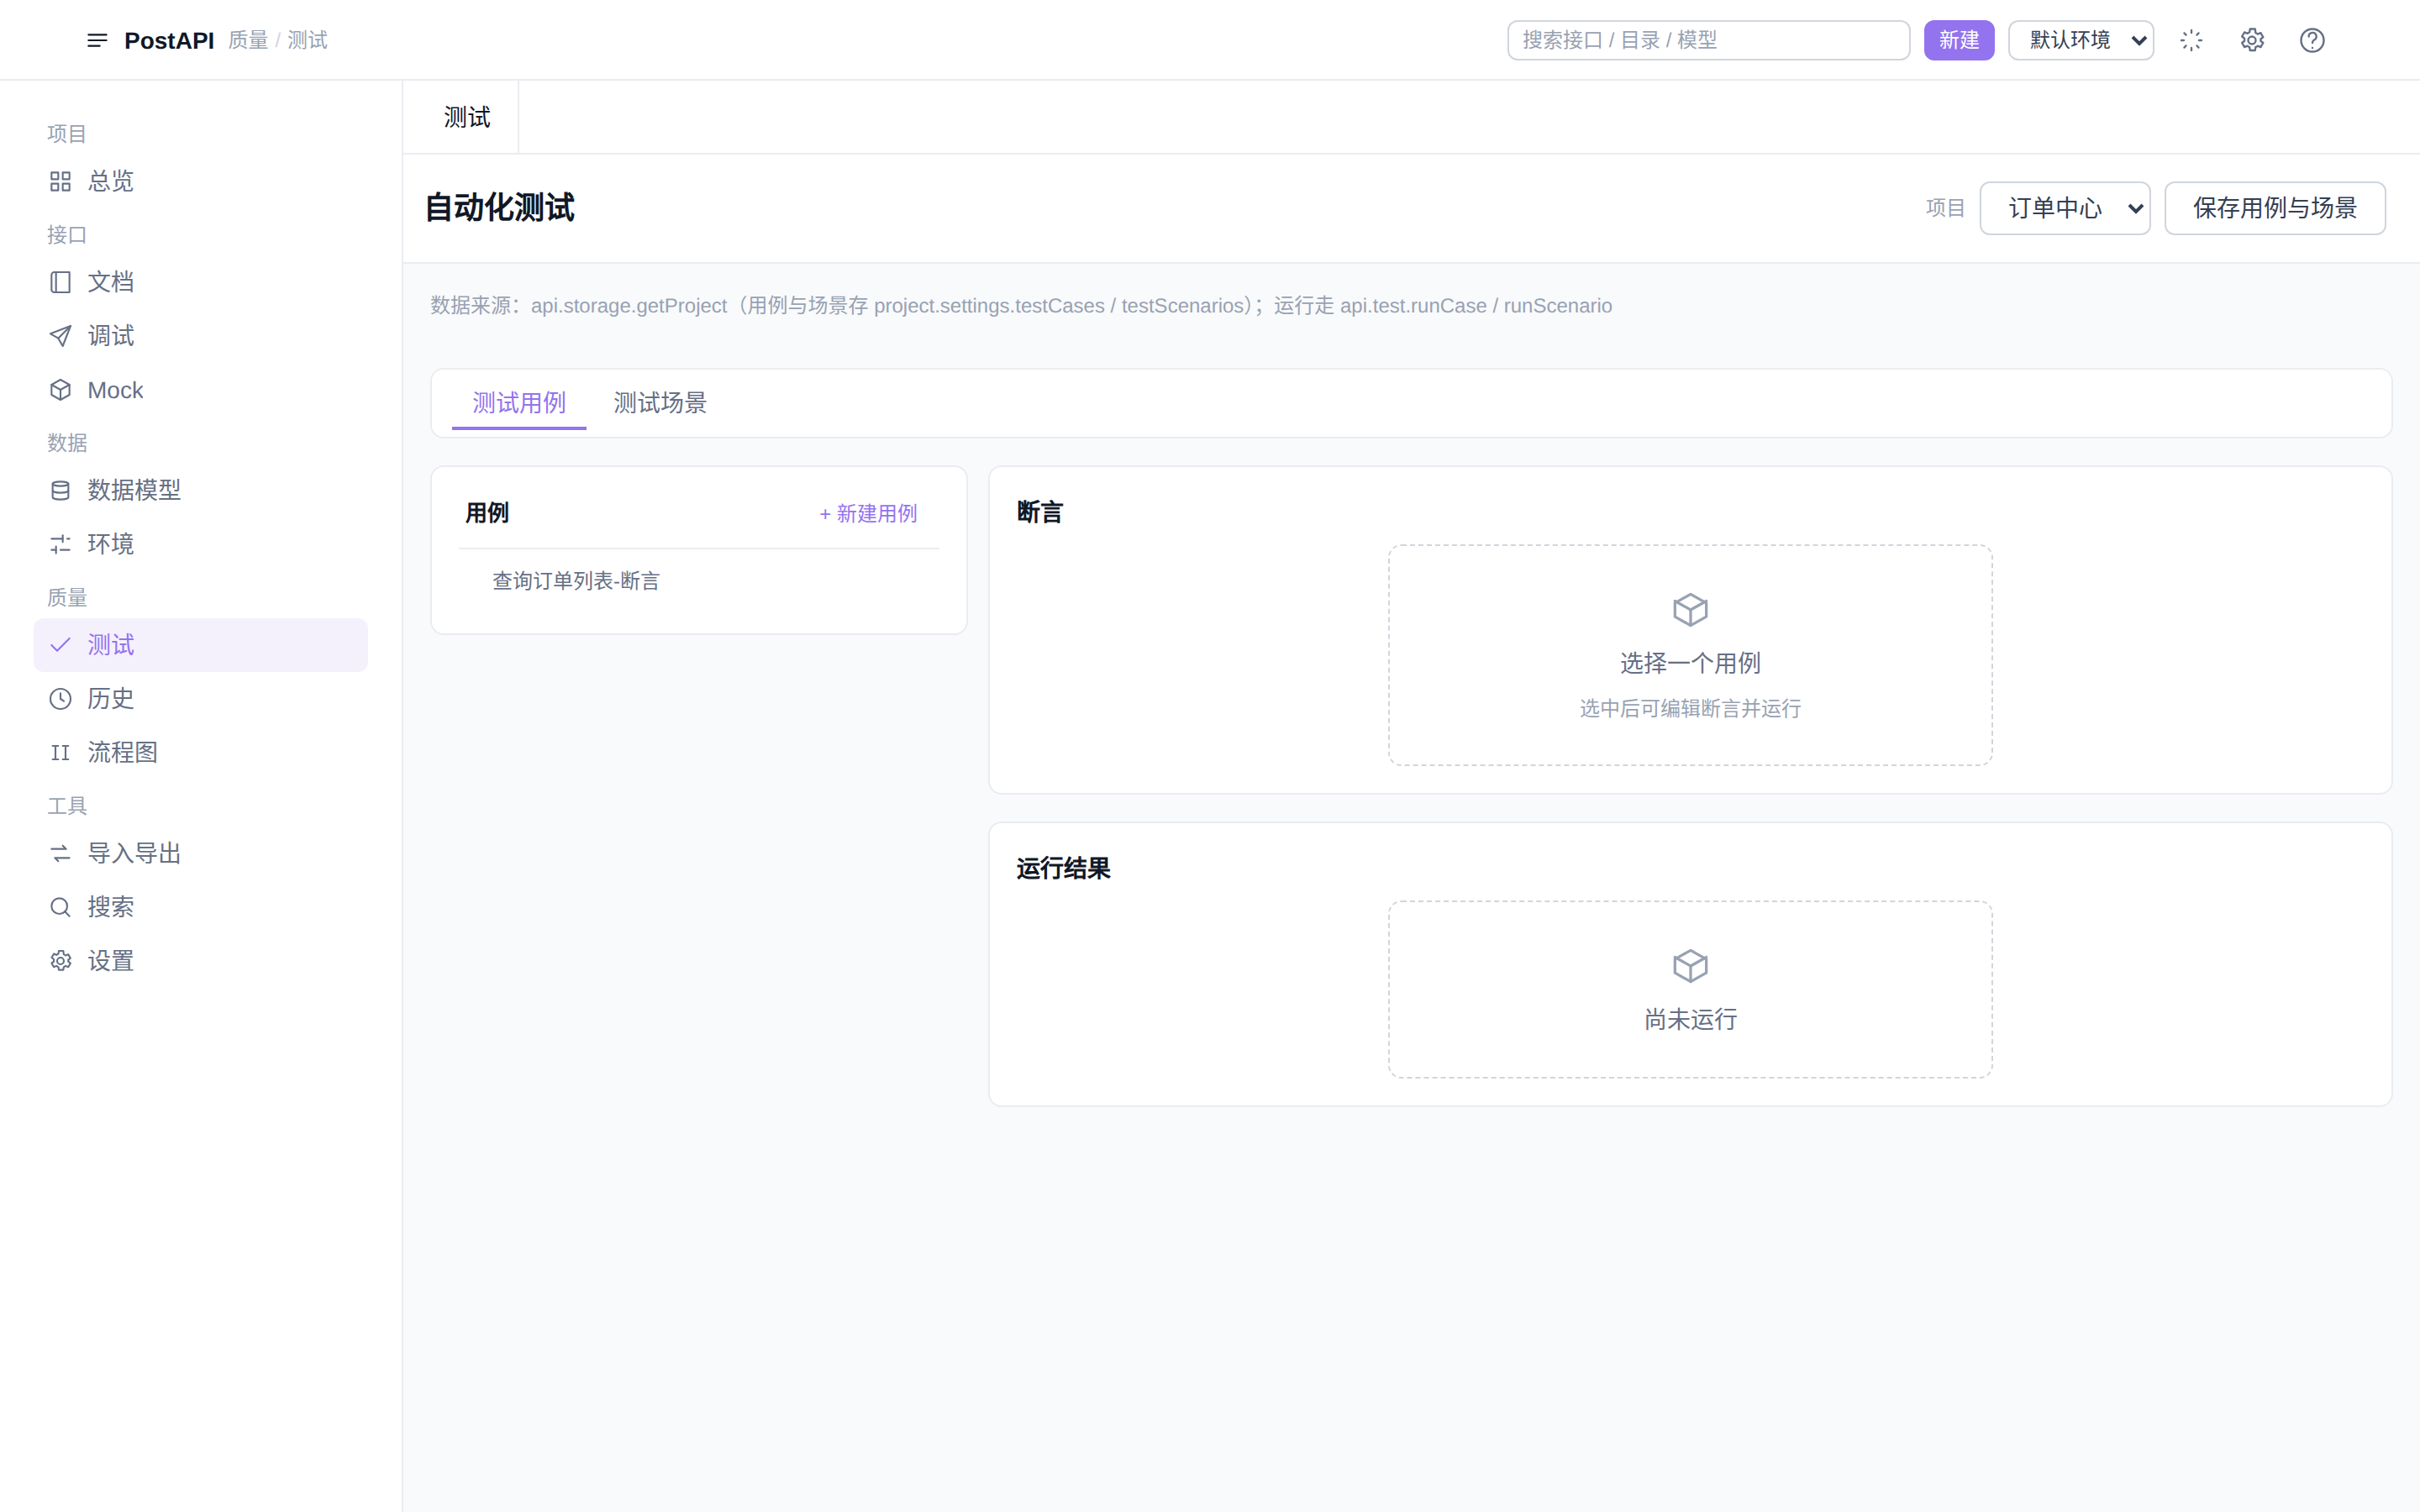 PostAPI 质量 / 测试
搜索接口 / 目录 / 模型
新建
默认环境
项目
总览
接口
文档
调试
Mock
数据
数据模型
环境
质量
测试
历史
流程图
工具
导入导出
搜索
设置
测试
自动化测试
项目
订单中心
保存用例与场景
数据来源：api.storage.getProject（用例与场景存 project.settings.testCases / testScenarios）；运行走 api.test.runCase / runScenario
测试用例
测试场景
用例
+ 新建用例
查询订单列表-断言
断言
选择一个用例
选中后可编辑断言并运行
运行结果
尚未运行